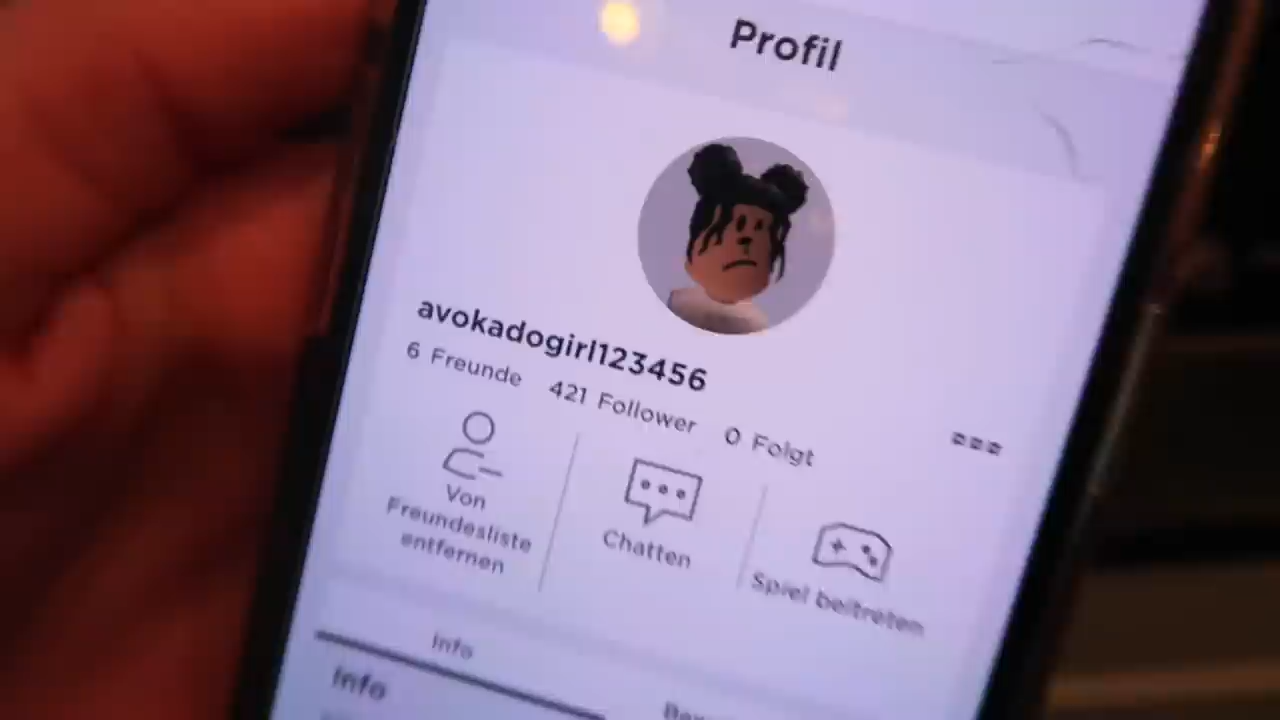 Profil
avokadogirl123456
6 Freunde 421 Follower 0 Folgt
Von
Freundesliste
entfernen
Chatten
Spiel beitreten
Info
Info